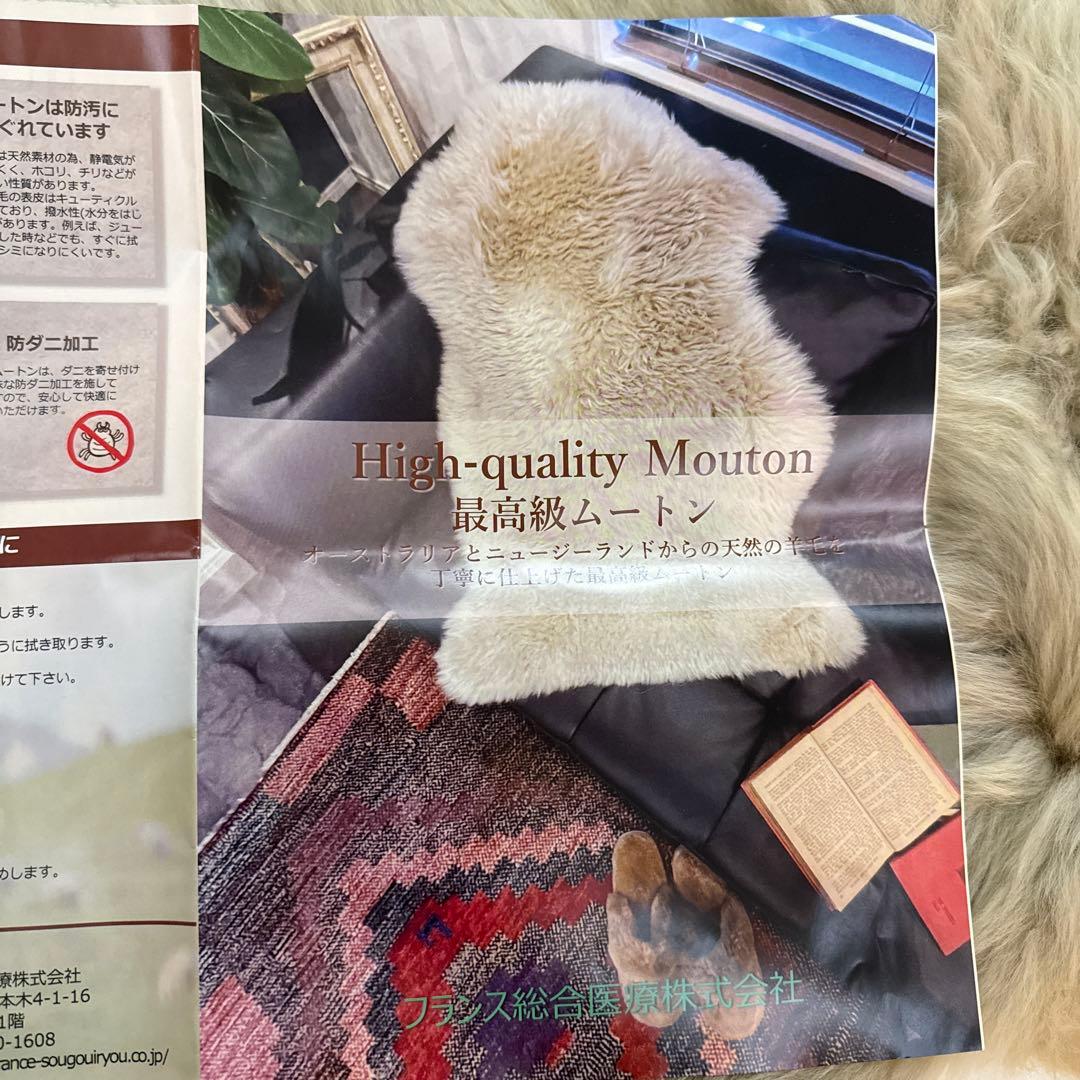 ートンは防汚に
ぐれています
は天然素材の為、静電気が
くく、ホコリ、チリなどが
い性質があります。
毛の表皮はキューティクル
ており、撥水性(水分をはじ
があります。例えば、ジュー
した時などでも、すぐに拭
シミになりにくいです。
防ダニ加工
ムートンは、ダニを寄せ付け
な防ダニ加工を施して
すので、安心して快適に
いただけます。
に
します。
うに拭き取ります。
けて下さい。
めします。
療株式会社
本木4-1-16
1階
0-1608
rance-sougouiryou.co.jp/
High-quality Mouton
最高級ムートン
オーストラリアとニュージーランドからの天然の羊毛を
丁寧に仕上げた最高級ムートン
フランス総合医療株式会社